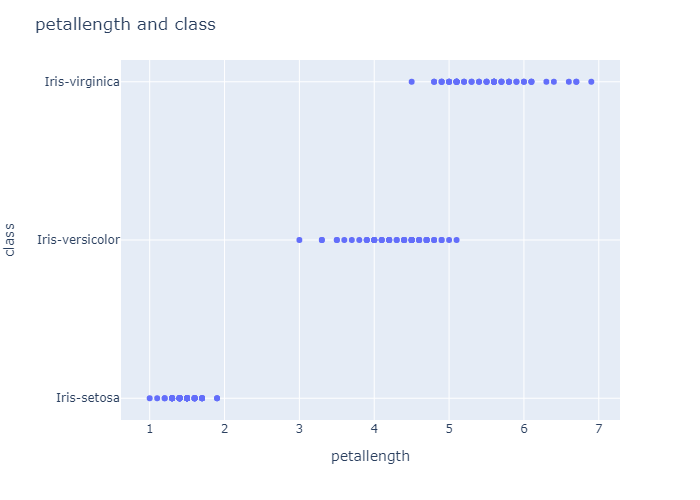 petallength and class
Iris-virginica
Iris-versicolor
Iris-setosa
class
1 2 3 4 5 6 7
petallength